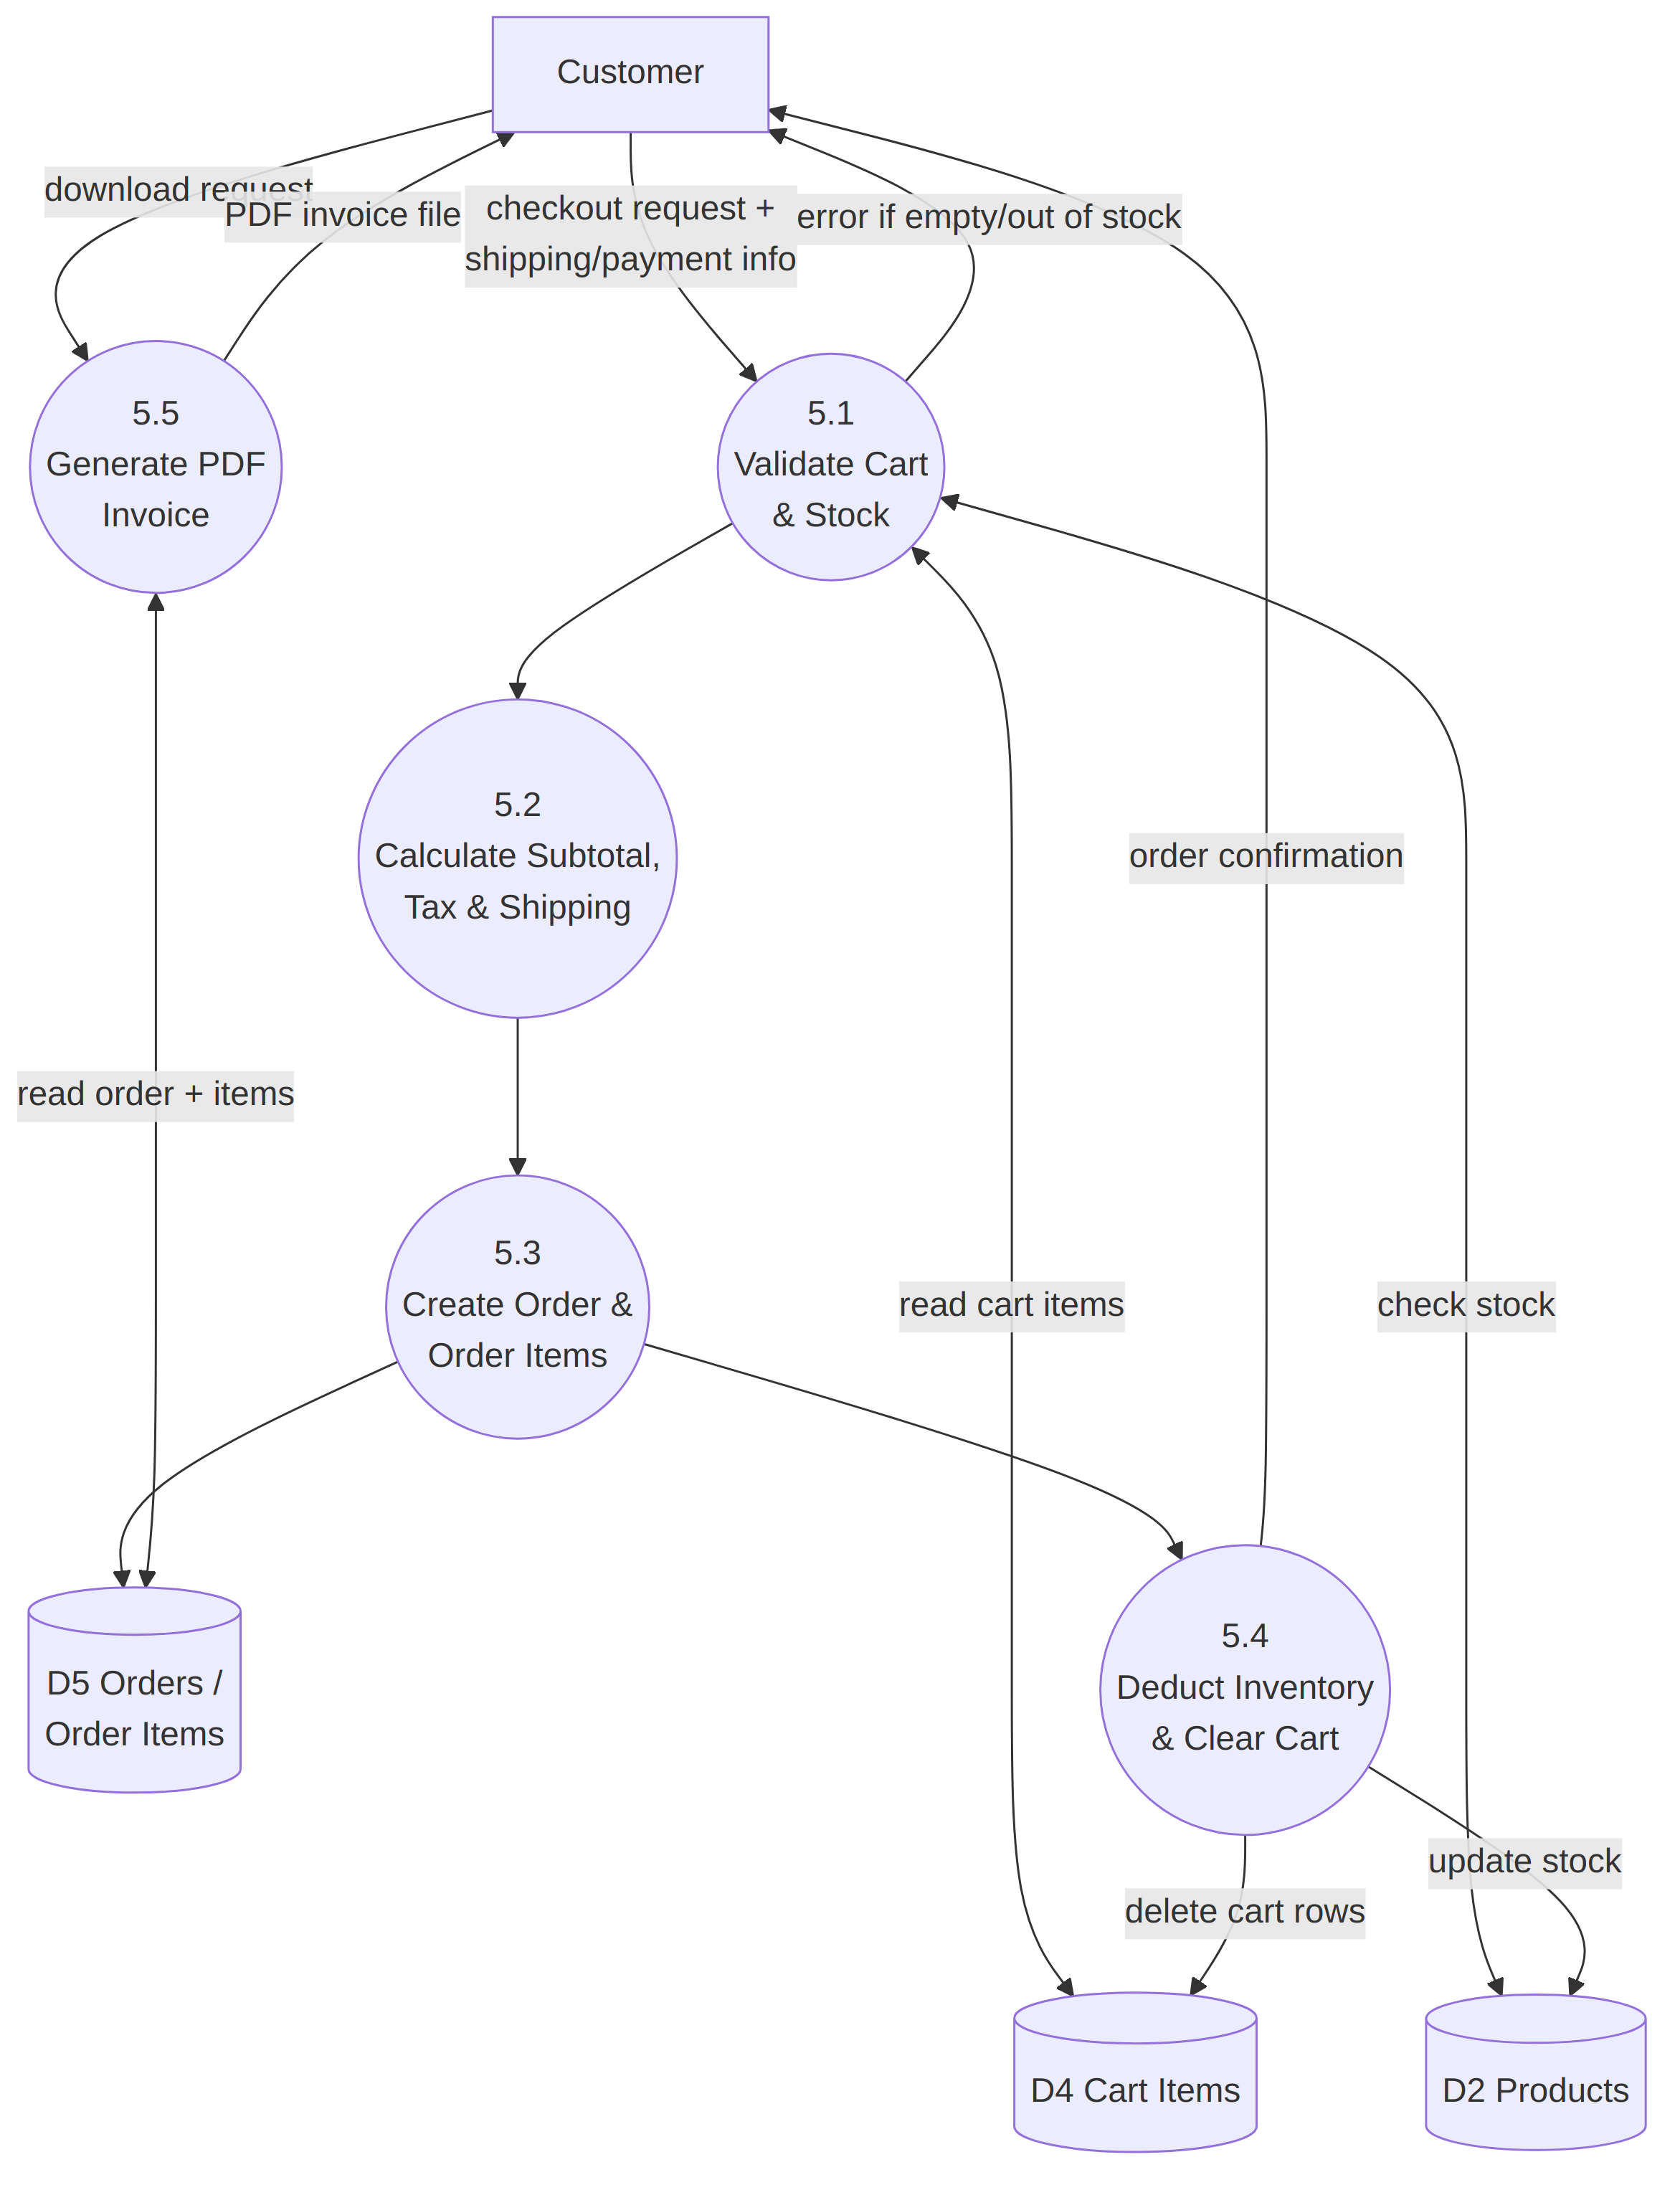 Customer
download request
PDF invoice file
checkout request +
shipping/payment info
error if empty/out of stock
5.5
Generate PDF
Invoice
5.1
Validate Cart
& Stock
5.2
Calculate Subtotal,
Tax & Shipping
order confirmation
read order + items
5.3
Create Order &
Order Items
read cart items
check stock
D5 Orders /
Order Items
5.4
Deduct Inventory
& Clear Cart
update stock
delete cart rows
D4 Cart Items
D2 Products